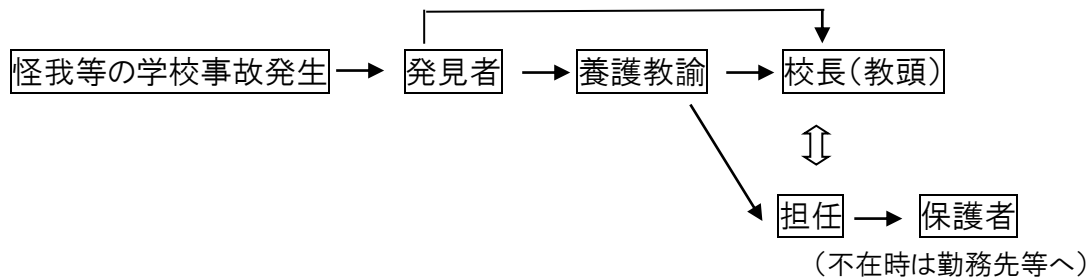 怪我等の学校事故発生 発見者 養護教諭 校長(教頭)
担任 保護者
(不在時は勤務先等へ)